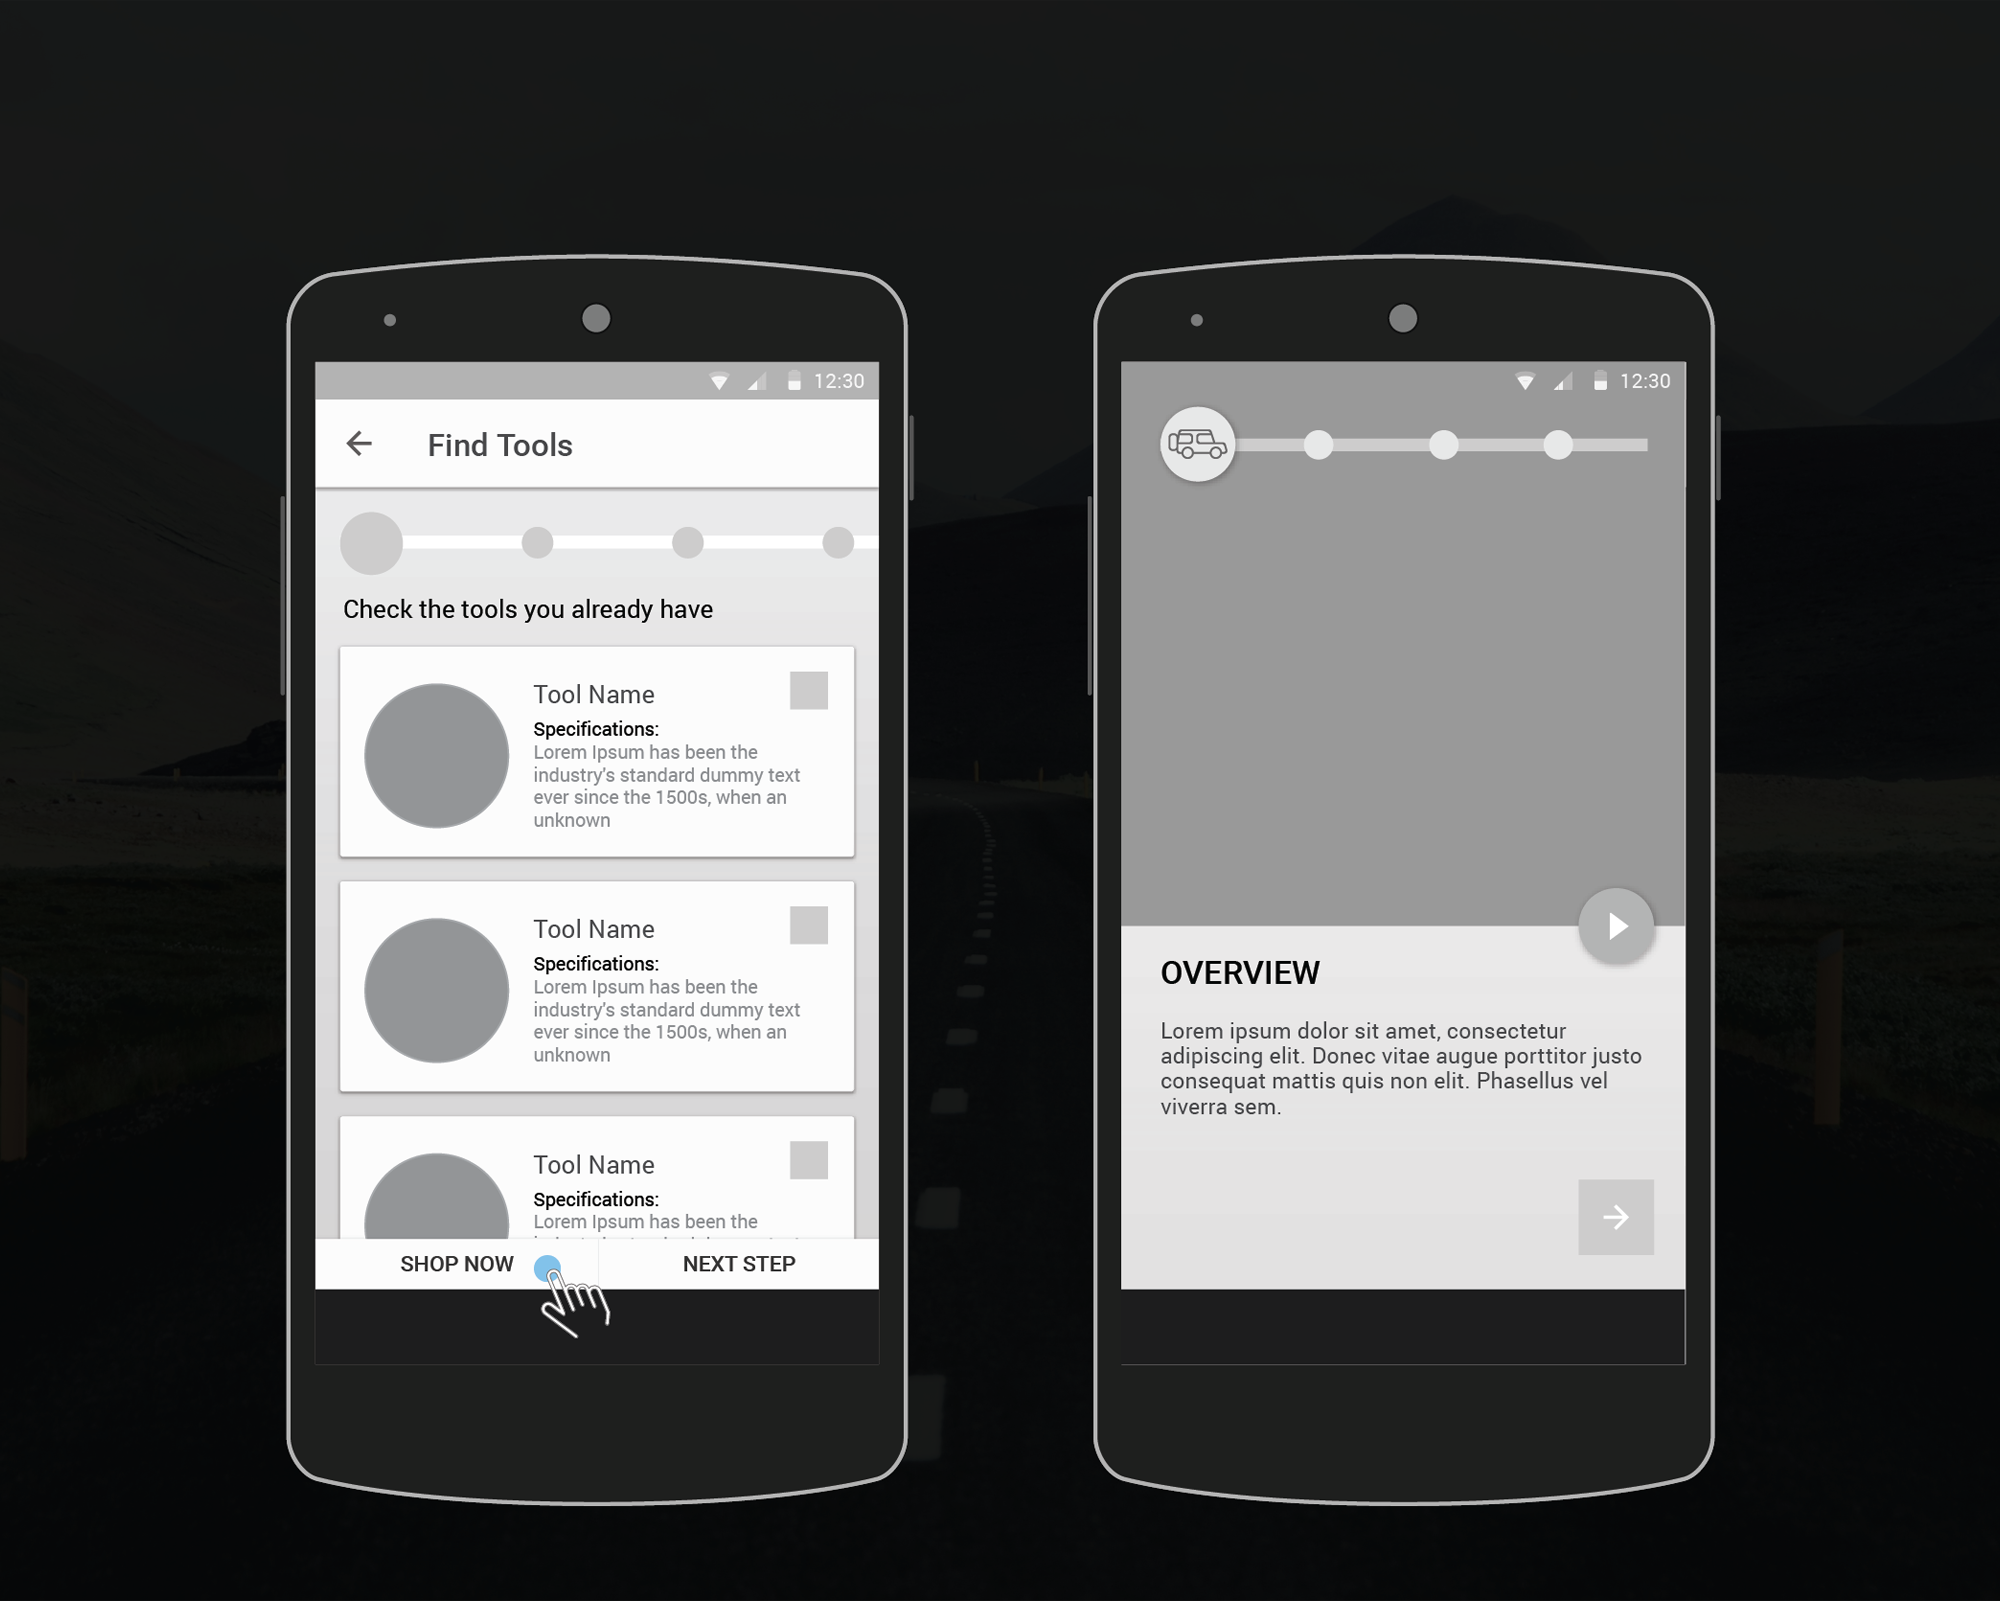 12:30
Find Tools
Check the tools you already have
Tool Name
Specifications:
Lorem Ipsum has been the
industry's standard dummy text
ever since the 1500s, when an
unknown
Tool Name
Specifications:
Lorem Ipsum has been the
industry's standard dummy text
ever since the 1500s, when an
unknown
Tool Name
Specifications:
Lorem Ipsum has been the
SHOP NOW
NEXT STEP
12:30
OVERVIEW
Lorem ipsum dolor sit amet, consectetur
adipiscing elit. Donec vitae augue porttitor justo
consequat mattis quis non elit. Phasellus vel
viverra sem.